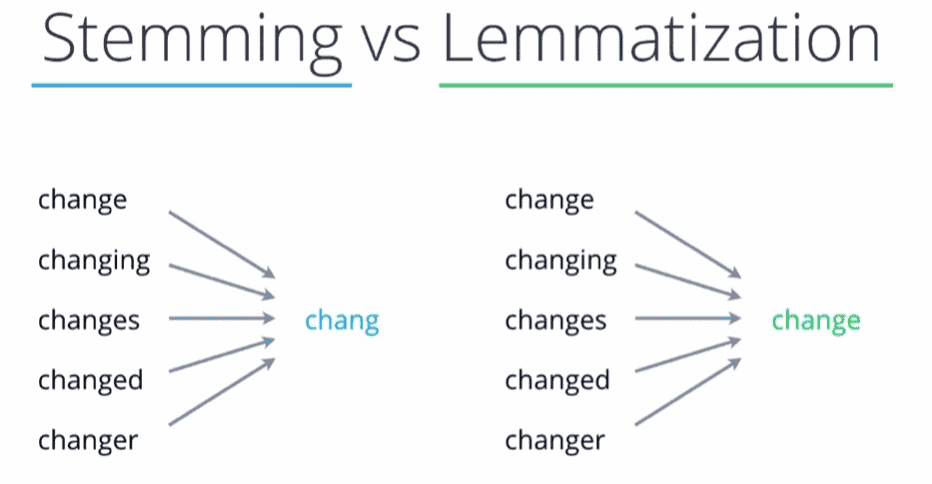 Stemming vs Lemmatization
change
changing
changes
changed
changer
chang
change
changing
changes
changed
changer
change